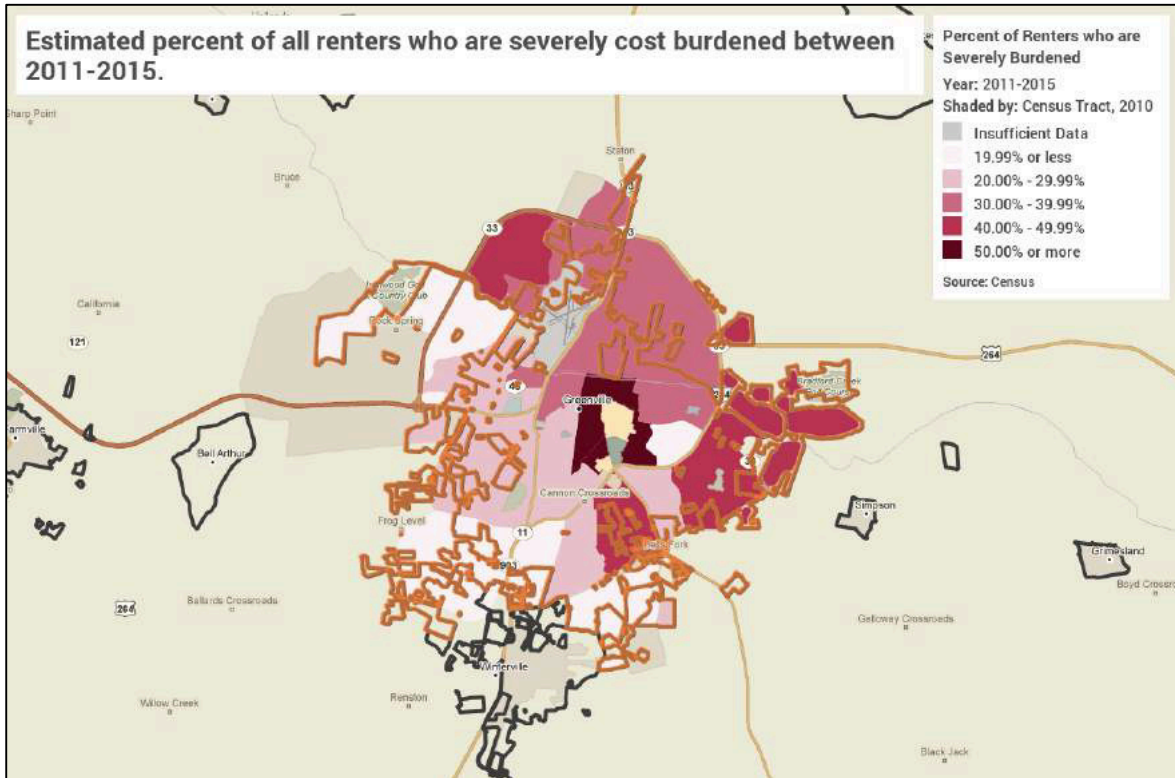 Estimated percent of all renters who are severely cost burdened between
2011-2015.
Percent of Renters who are
Severely Burdened
Year: 2011-2015
Shaded by: Census Tract, 2010
Insufficient Data
19.99% or less
20.00% - 29.99%
30.00% - 39.99%
40.00% - 49.99%
50.00% or more
Source: Census
Sharp Point
Staton
Bruce
33
Country Club
California
121
264
Greenville
Bell Arthur
Cannon Crossroads
Simpson
Frog Level
11
Grimesland
264
Ballards Crossroads
Galloway Crossroads
Winterville
Renston
Willow Creek
Black Jack